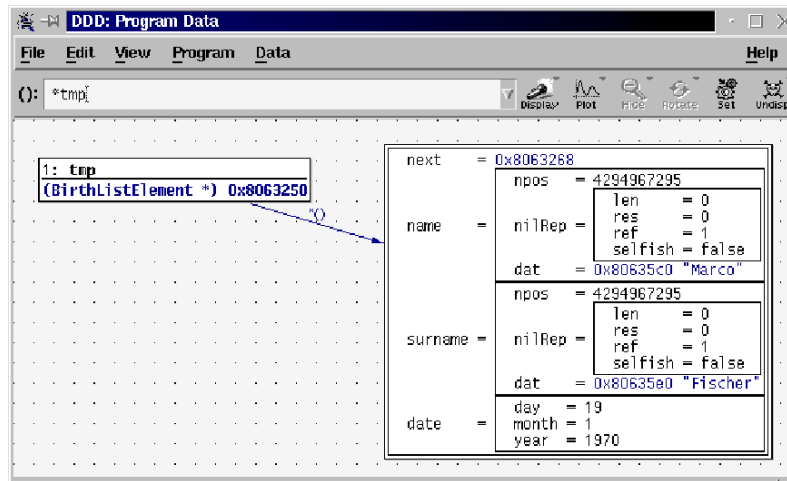 DDD: Program Data
File Edit View Program Data Help
(): *tmp
Display Plot Hide Rotate Set Undisp
1: tmp
(BirthListElement *) 0x8063250
*()
next = 0x8063268
name =
npos = 4294967295
nilRep =
len = 0
res = 0
ref = 1
selfish = false
dat = 0x80635c0 "Marco"
surname =
npos = 4294967295
nilRep =
len = 0
res = 0
ref = 1
selfish = false
dat = 0x80635e0 "Fischer"
date =
day = 19
month = 1
year = 1970